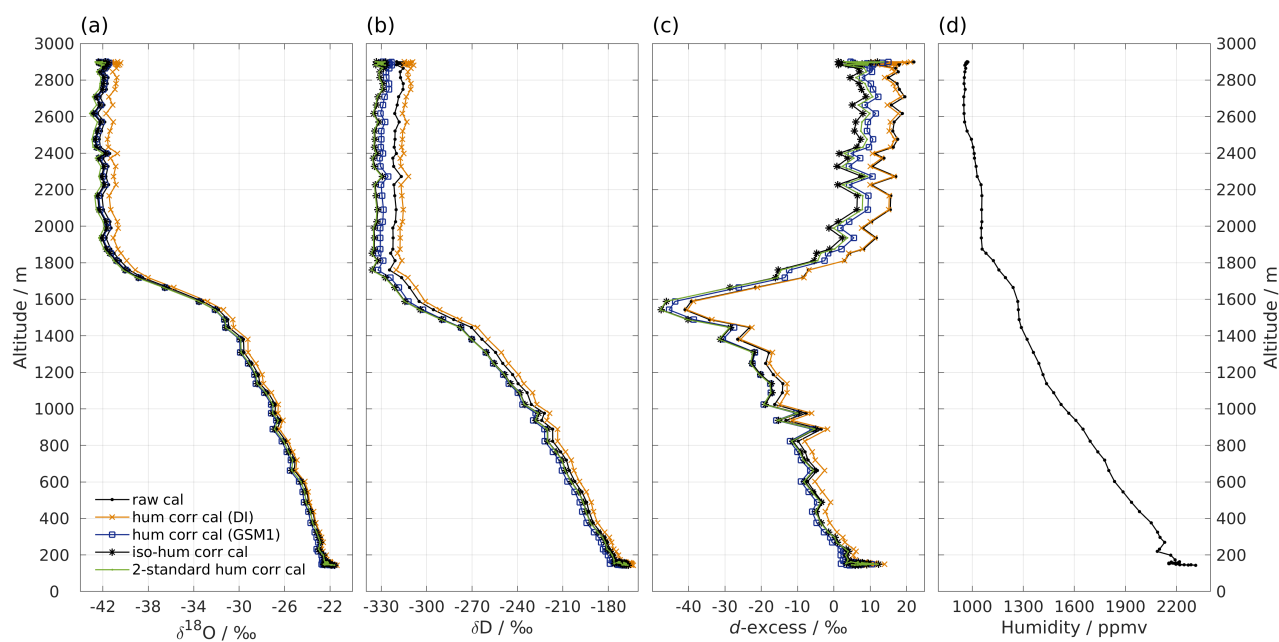 (a) (b) (c) (d)
3000 3000
2800 2800
2600 2600
2400 2400
2200 2200
2000 2000
1800 1800
1600 1600
1400 1400
1200 1200
1000 1000
800 800
600 600
400 400
200 200
0 0
Altitude / m
Altitude / m
raw cal
hum corr cal (DI)
hum corr cal (GSM1)
iso-hum corr cal
2-standard hum corr cal
-42 -38 -34 -30 -26 -22
-330 -300 -270 -240 -210 -180
-40 -30 -20 -10 0 10 20
1000 1300 1600 1900 2200
δ¹⁸O / ‰
δD / ‰
d-excess / ‰
Humidity / ppmv